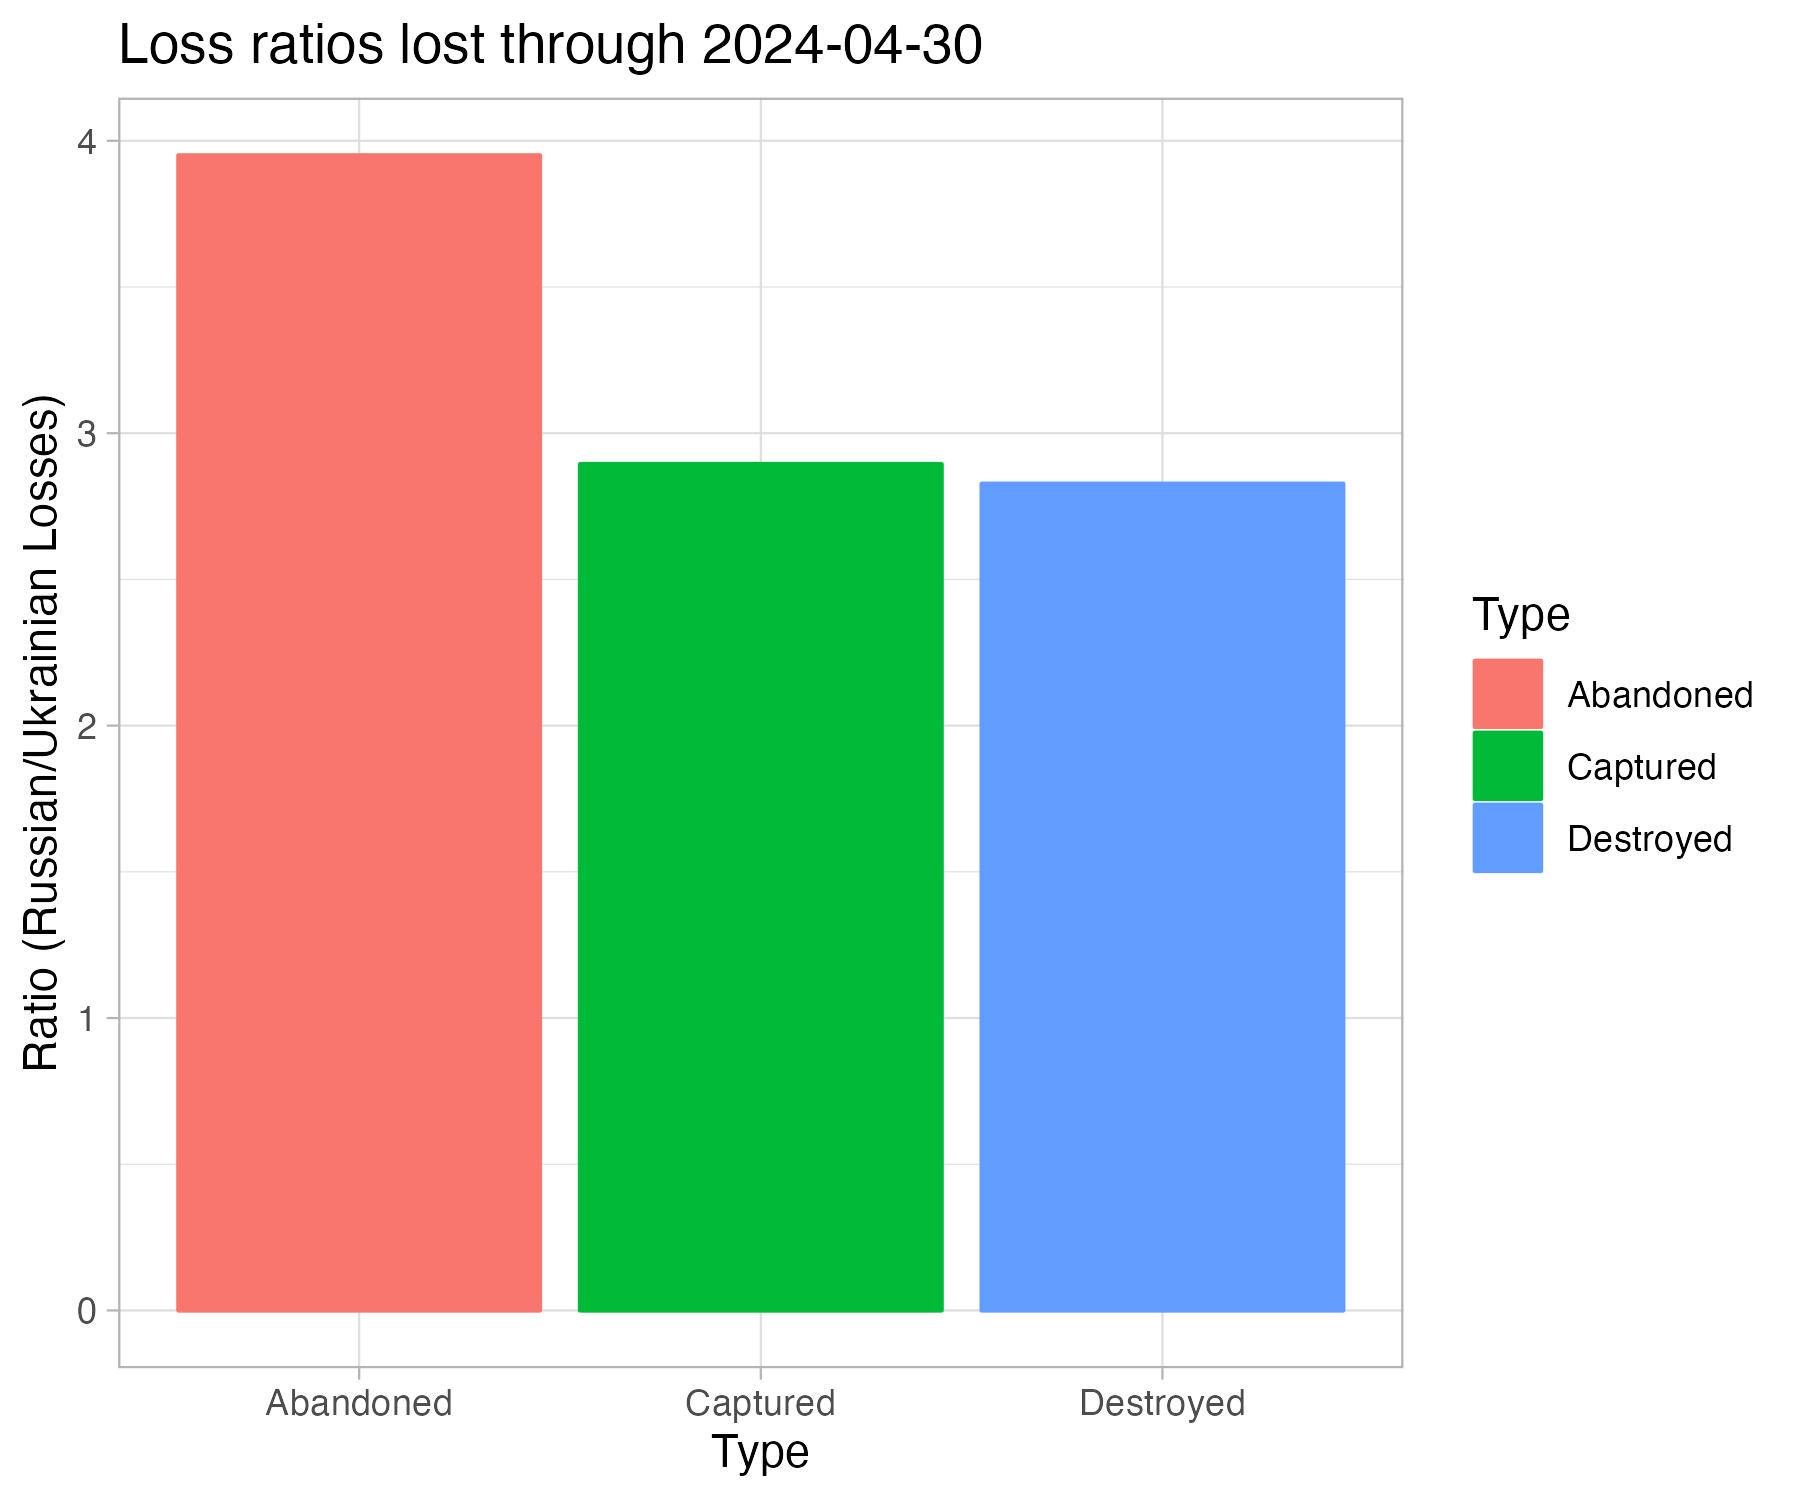 Loss ratios lost through 2024-04-30
Ratio (Russian/Ukrainian Losses)
4
3
2
1
0
Abandoned
Captured
Destroyed
Type
Type
Abandoned
Captured
Destroyed